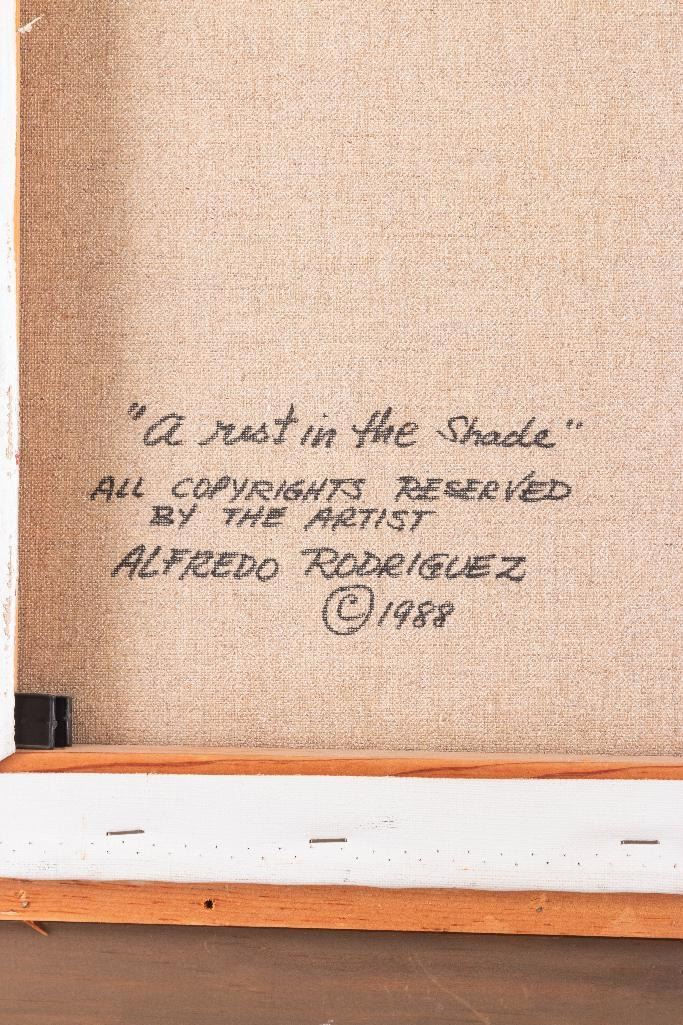 "A rest in the Shade"
ALL COPYRIGHTS RESERVED
BY THE ARTIST
ALFREDO RODRIGUEZ
© 1988